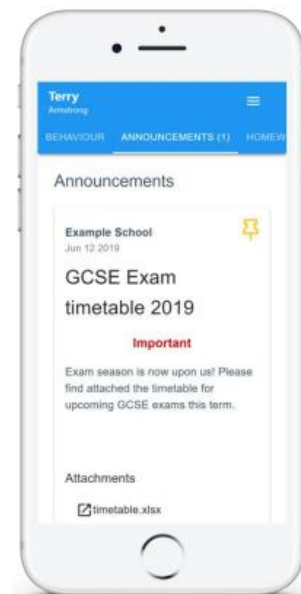 Terry
Armstrong
BEHAVIOUR ANNOUNCEMENTS (1) HOMEW
Announcements
Example School
Jun 12 2019
GCSE Exam
timetable 2019
Important
Exam season is now upon us! Please
find attached the timetable for
upcoming GCSE exams this term.
Attachments
timetable.xlsx